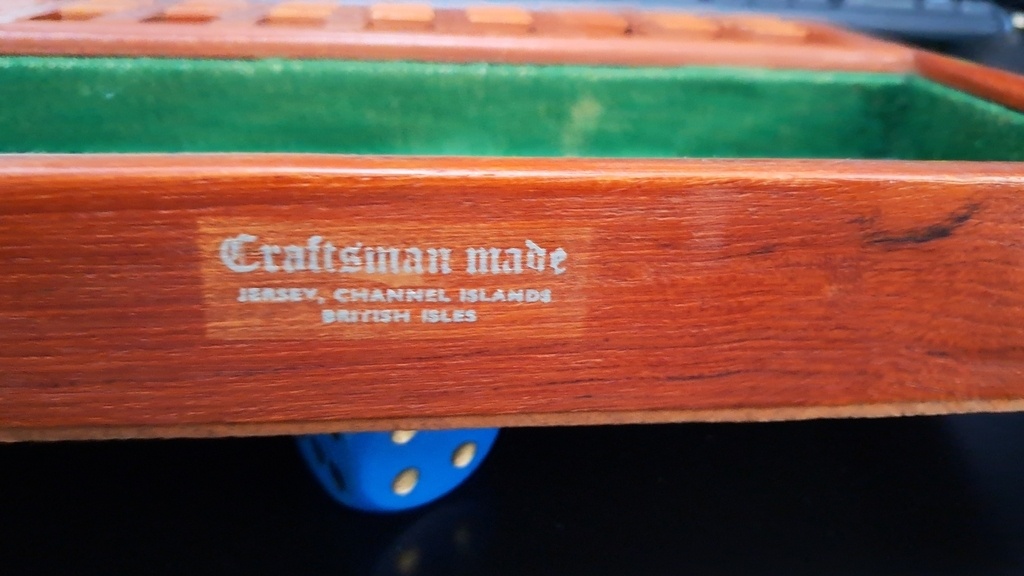 Craftsman made
JERSEY, CHANNEL ISLANDS
BRITISH ISLES